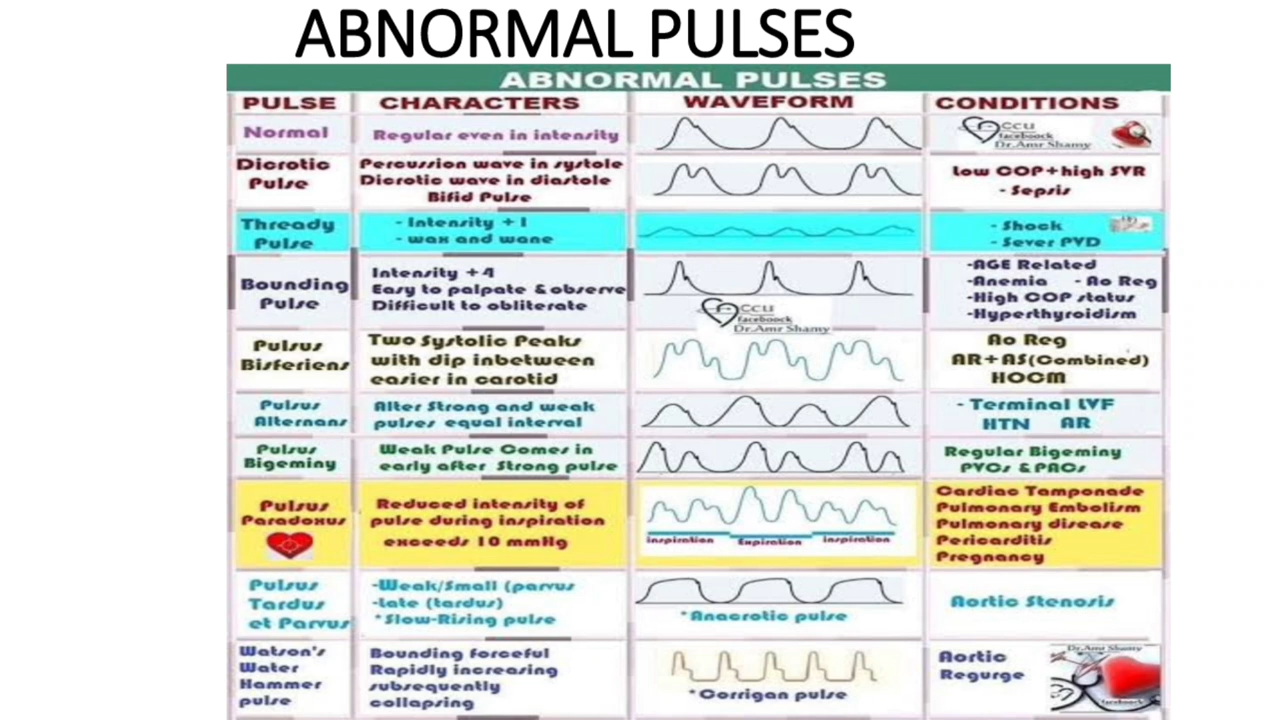 ABNORMAL PULSES
ABNORMAL PULSES
PULSE CHARACTERS WAVEFORM CONDITIONS
Normal
Regular even in intensity
CCU
faceboock
Dr.Amr Shamy
Dicrotic
Pulse
Percussion wave in systole
Dicrotic wave in diastole
Bifid Pulse
Low COP+high SVR
- Sepsis
Thready
Pulse
- Intensity +1
- wax and wane
- Shock
- Sever PVD
Bounding
Pulse
Intensity +4
Easy to palpate & observe
Difficult to obliterate
CCU
faceboock
Dr.Amr Shamy
-AGE Related
-Anemia - Ao Reg
-High COP status
-Hyperthyroidism
Pulsus
Bisferiens
Two Systolic Peaks
with dip inbetween
easier in carotid
Ao Reg
AR+AS(Combined)
HOCM
Pulsus
Alternans
Alter Strong and weak
pulses equal interval
- Terminal LVF
HTN AR
Pulsus
Bigeminy
Weak Pulse Comes in
early after Strong pulse
Regular Bigeminy
PVCs & PACs
Pulsus
Paradoxus
Reduced intensity of
pulse during inspiration
exceeds 10 mmHg
inspiration Expiration inspiration
Cardiac Tamponade
Pulmonary Embolism
Pulmonary disease
Pericarditis
Pregnancy
Pulsus
Tardus
et Parvus
-Weak/Small (parvus
-Late (tardus)
*Slow-Rising pulse
*Anacrotic pulse
Aortic Stenosis
Watson's
Water
Hammer
pulse
Bounding forceful
Rapidly increasing
subsequently
collapsing
*Corrigan pulse
Aortic
Regurge
Dr.Amr Shamy
faceboock